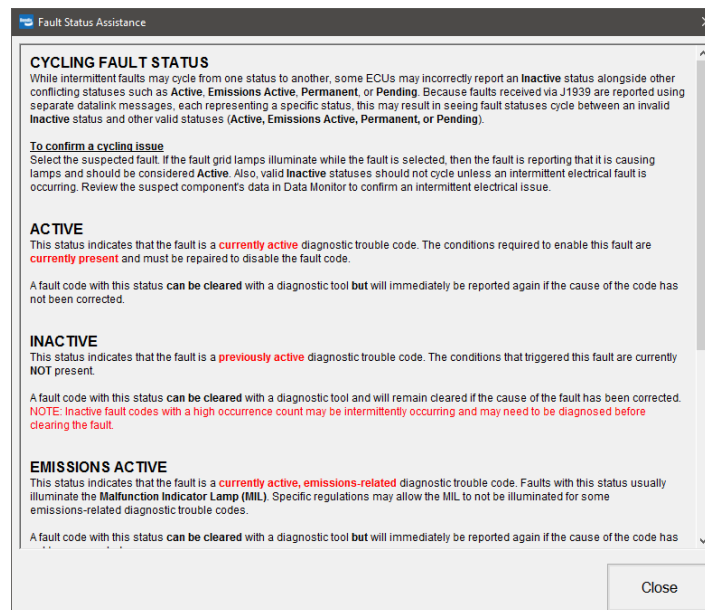 Fault Status Assistance
CYCLING FAULT STATUS
While intermittent faults may cycle from one status to another, some ECUs may incorrectly report an Inactive status alongside other
conflicting statuses such as Active, Emissions Active, Permanent, or Pending. Because faults received via J1939 are reported using
separate datalink messages, each representing a specific status, this may result in seeing fault statuses cycle between an invalid
Inactive status and other valid statuses (Active, Emissions Active, Permanent, or Pending).
To confirm a cycling issue
Select the suspected fault. If the fault grid lamps illuminate while the fault is selected, then the fault is reporting that it is causing
lamps and should be considered Active. Also, valid Inactive statuses should not cycle unless an intermittent electrical fault is
occurring. Review the suspect component's data in Data Monitor to confirm an intermittent electrical issue.
ACTIVE
This status indicates that the fault is a currently active diagnostic trouble code. The conditions required to enable this fault are
currently present and must be repaired to disable the fault code.
A fault code with this status can be cleared with a diagnostic tool but will immediately be reported again if the cause of the code has
not been corrected.
INACTIVE
This status indicates that the fault is a previously active diagnostic trouble code. The conditions that triggered this fault are currently
NOT present.
A fault code with this status can be cleared with a diagnostic tool and will remain cleared if the cause of the fault has been corrected.
NOTE: Inactive fault codes with a high occurrence count may be intermittently occurring and may need to be diagnosed before
clearing the fault.
EMISSIONS ACTIVE
This status indicates that the fault is a currently active, emissions-related diagnostic trouble code. Faults with this status usually
illuminate the Malfunction Indicator Lamp (MIL). Specific regulations may allow the MIL to not be illuminated for some
emissions-related diagnostic trouble codes.
A fault code with this status can be cleared with a diagnostic tool but will immediately be reported again if the cause of the code has
Close